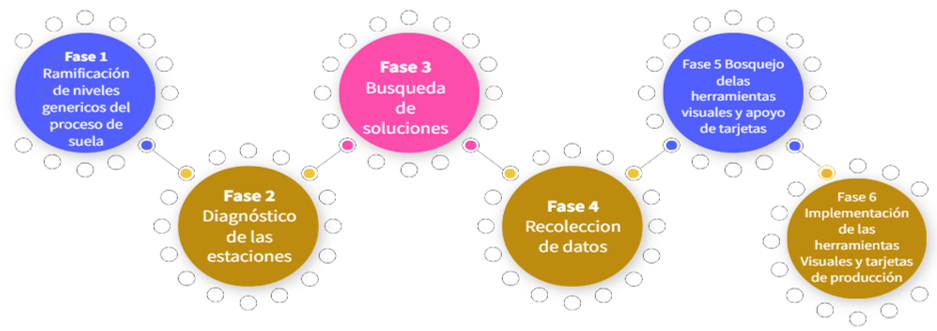 Fase 1
Ramificación
de niveles
genericos del
proceso de
suela
Fase 2
Diagnóstico
de las
estaciones
Fase 3
Busqueda
de
soluciones
Fase 4
Recoleccion
de datos
Fase 5 Bosquejo
delas
herramientas
visuales y apoyo
de tarjetas
Fase 6
Implementación
de las
herramientas
Visuales y tarjetas
de producción